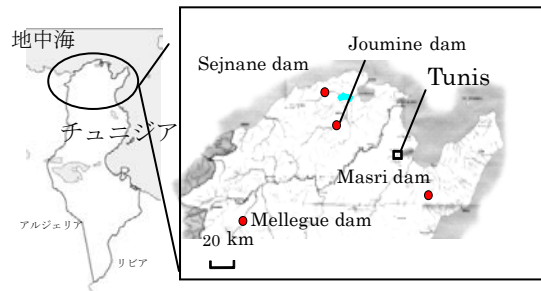 地中海
チュニジア
アルジェリア
リビア
Joumine dam
Sejnane dam
Tunis
Masri dam
Mellegue dam
20 km